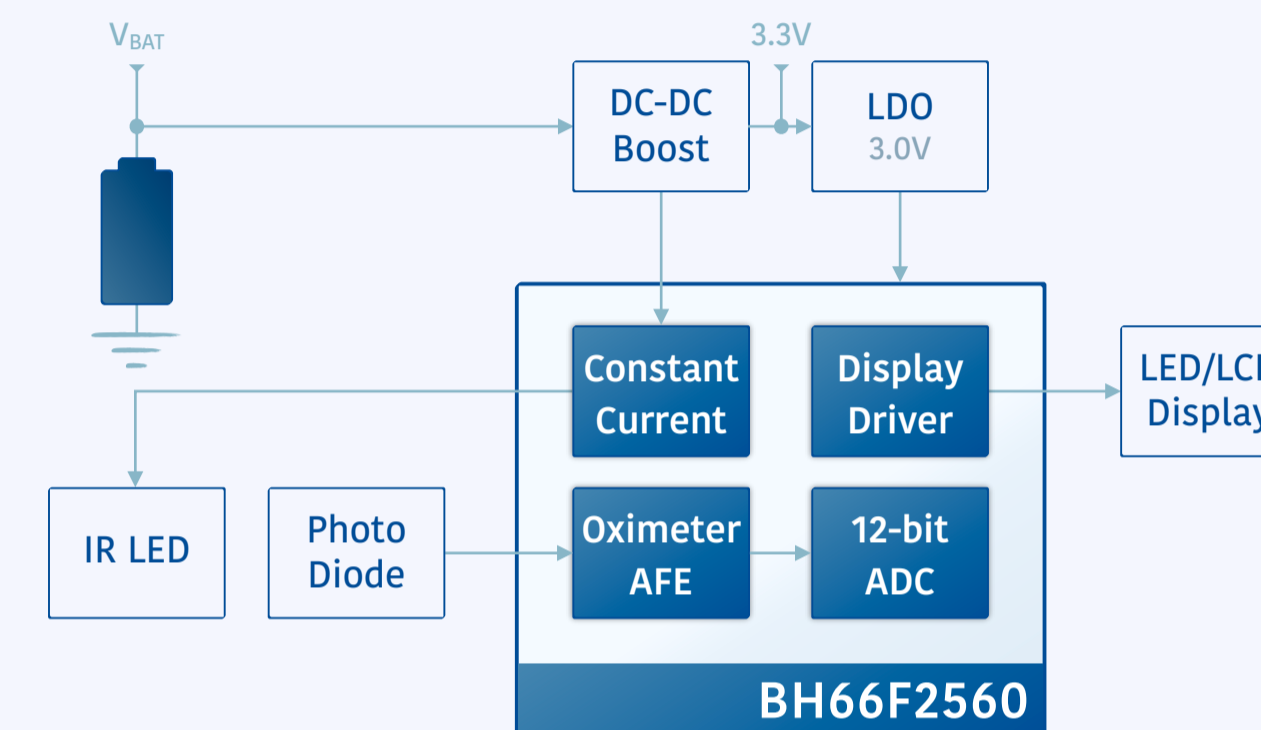 VBAT
3.3V
DC-DC
Boost
LDO
3.0V
Constant
Current
Display
Driver
LED/LC
Display
IR LED
Photo
Diode
Oximeter
AFE
12-bit
ADC
BH66F2560